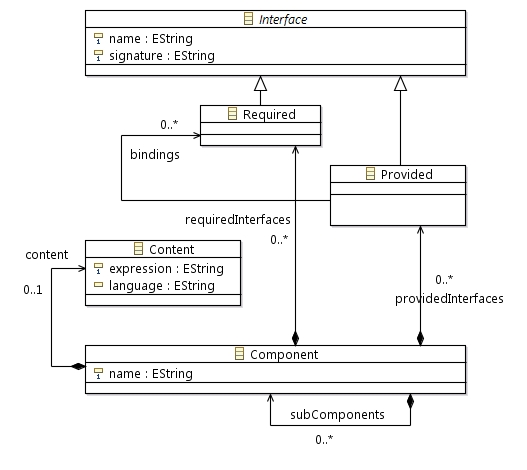 Interface
name : EString
signature : EString
Required
0..*
bindings
Provided
requiredInterfaces
0..*
content
Content
expression : EString
language : EString
0..1
0..*
providedInterfaces
Component
name : EString
subComponents
0..*